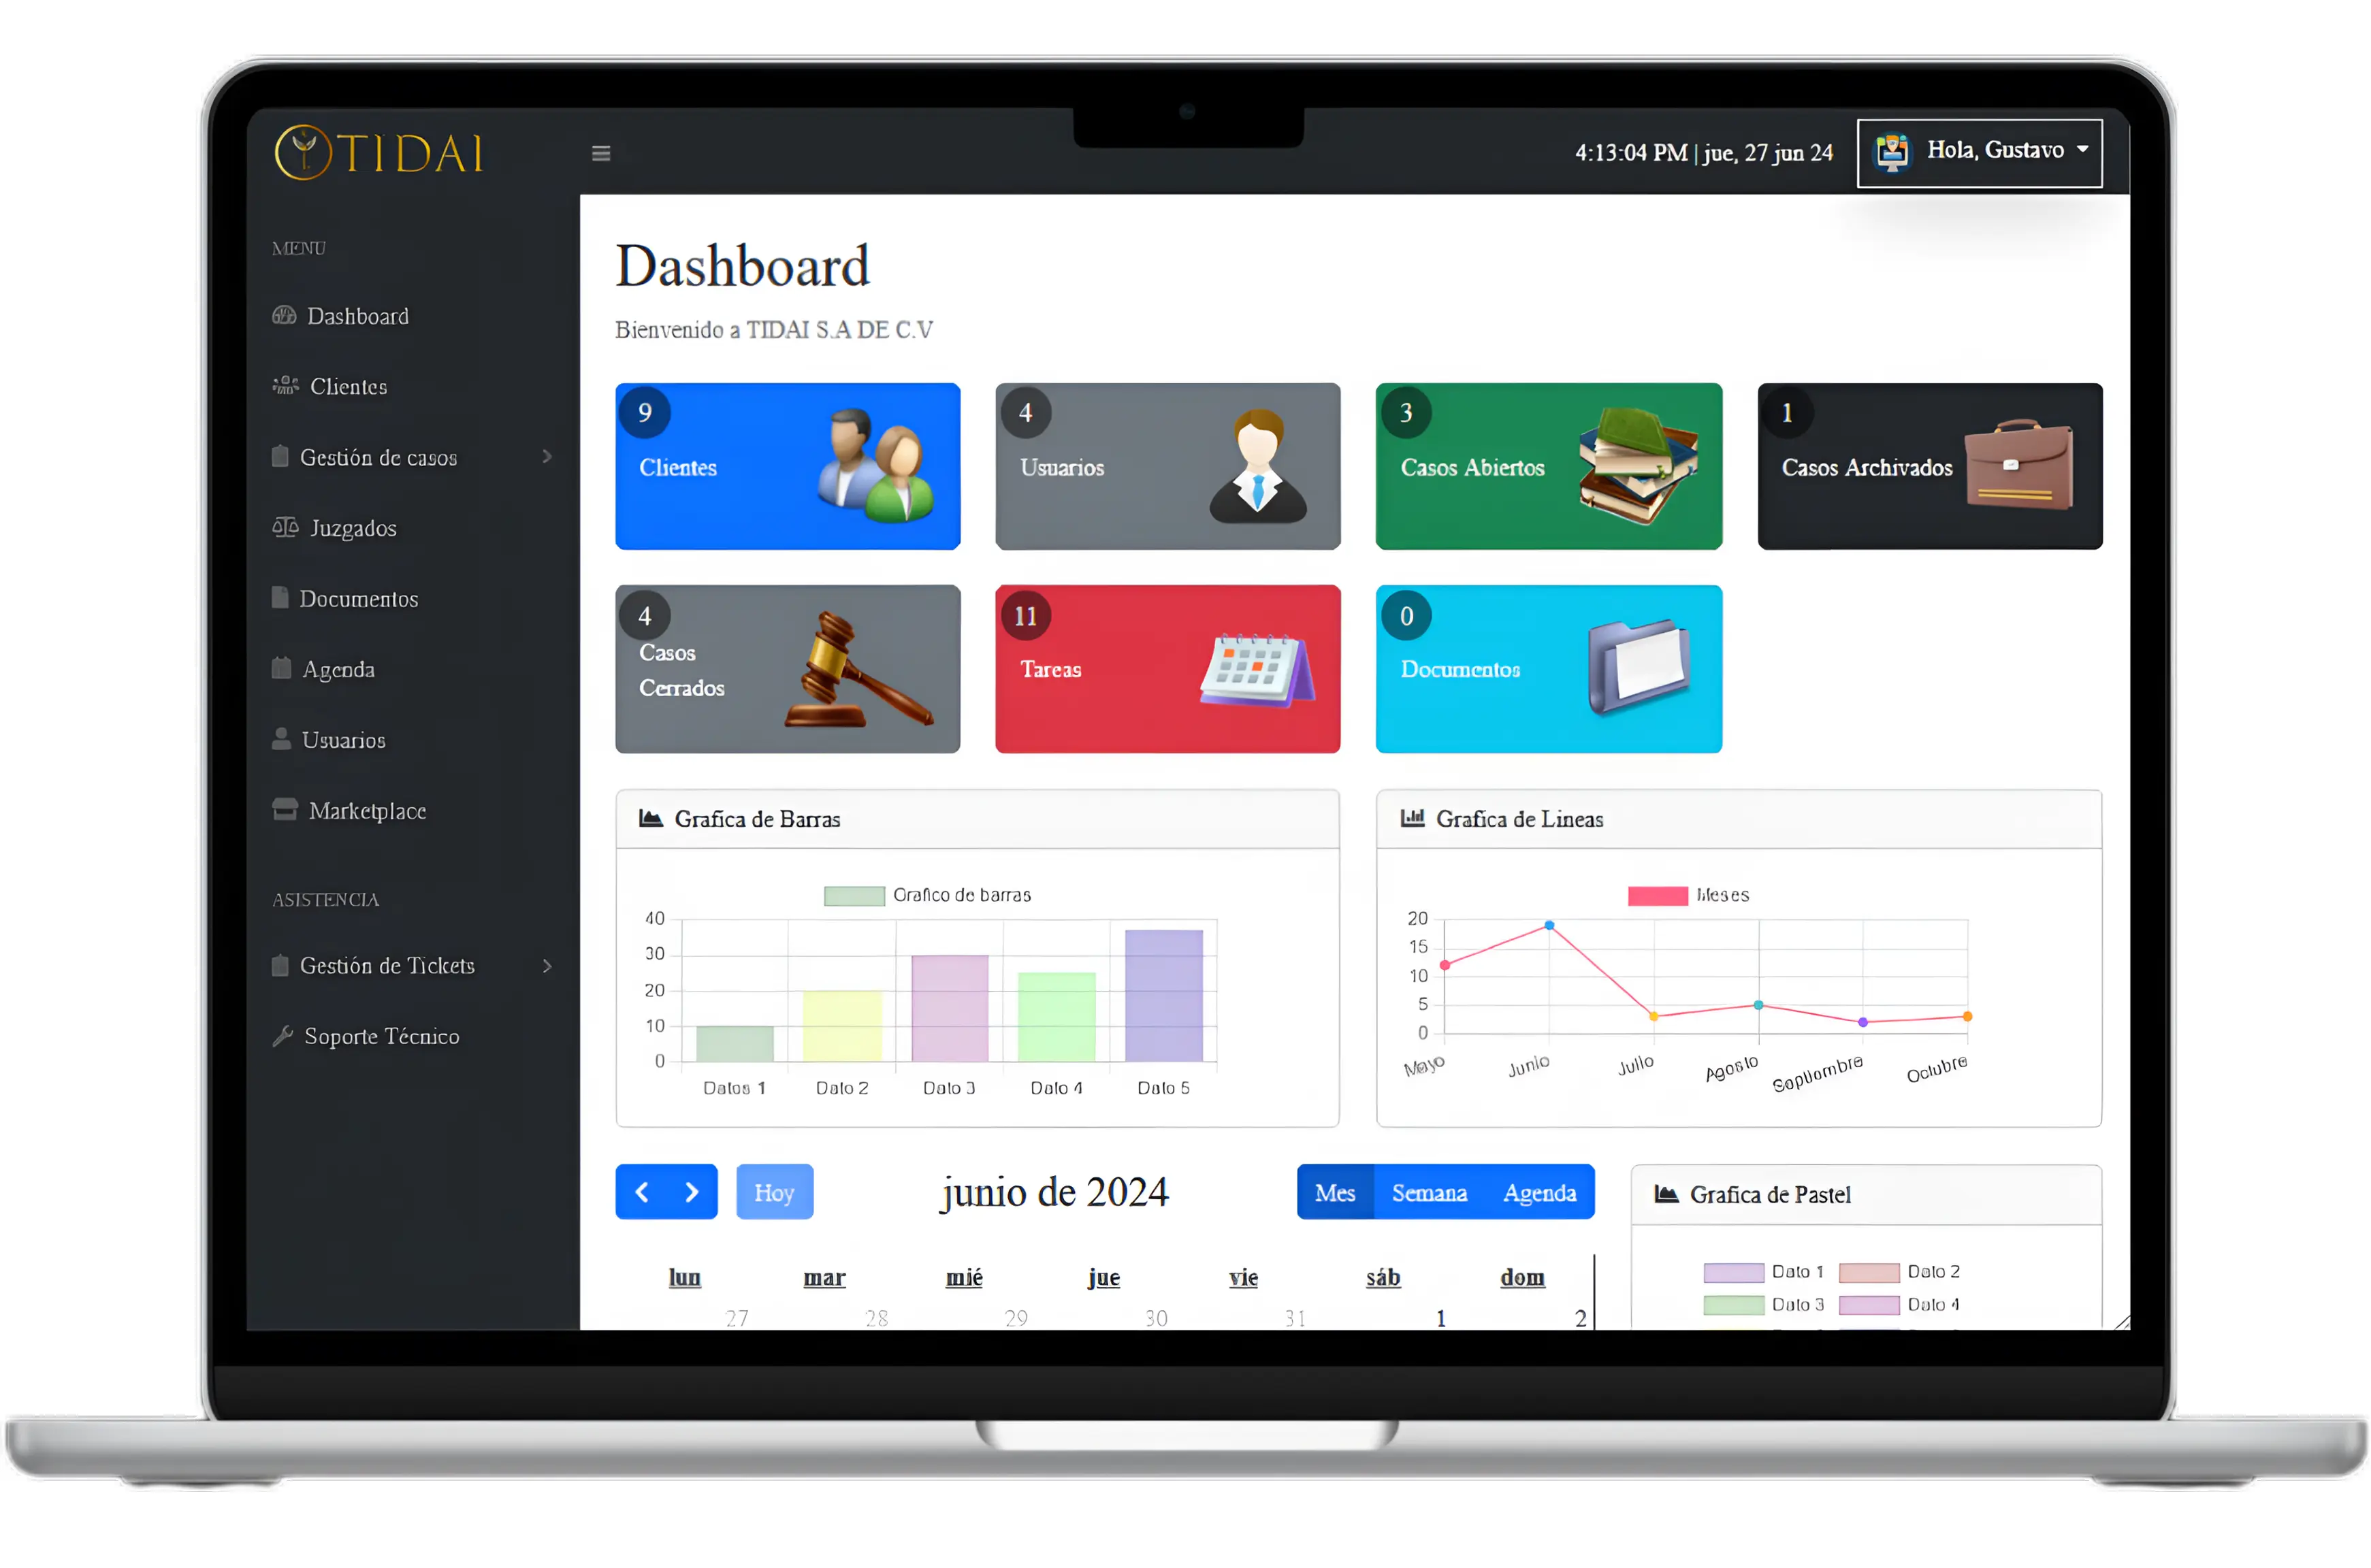 TIDAI
4:13:04 PM | jue, 27 jun 24
Hola, Gustavo
MENU
Dashboard
Clientes
Gestión de casos
Juzgados
Documentos
Agenda
Usuarios
Marketplace
ASISTENCIA
Gestión de Tickets
Soporte Técnico
Dashboard
Bienvenido a TIDAI S.A DE C.V
9
Clientes
4
Usuarios
3
Casos Abiertos
1
Casos Archivados
4
Casos
Cerrados
11
Tareas
0
Documentos
Grafica de Barras
Grafico de barras
40
30
20
10
0
Datos 1 Dato 2 Dato 3 Dato 4 Dato 5
Grafica de Lineas
Meses
20
15
10
5
0
Mayo Junio Julio Agosto Septiembre Octubre
Hoy
junio de 2024
Mes Semana Agenda
lun mar mié jue vie sáb dom
27 28 29 30 31 1 2
Grafica de Pastel
Dato 1 Dato 2
Dato 3 Dato 4